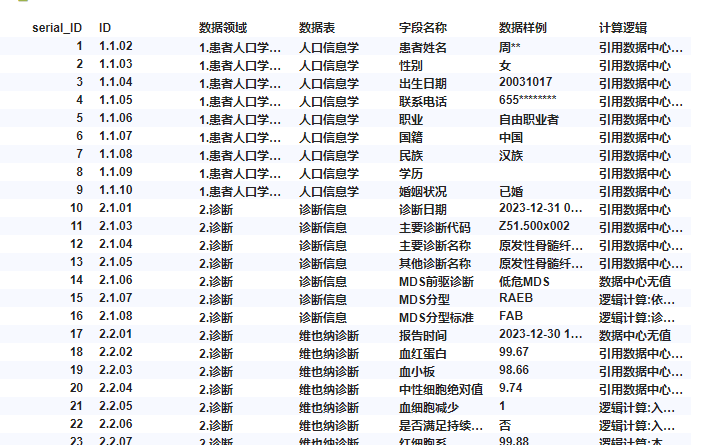 serial_ID ID 数据领域 数据表 字段名称 数据样例 计算逻辑
1 1.1.02 1.患者人口学... 人口信息学 患者姓名 周** 引用数据中心...
2 1.1.03 1.患者人口学... 人口信息学 性别 女 引用数据中心
3 1.1.04 1.患者人口学... 人口信息学 出生日期 20031017 引用数据中心
4 1.1.05 1.患者人口学... 人口信息学 联系电话 655******** 引用数据中心...
5 1.1.06 1.患者人口学... 人口信息学 职业 自由职业者 引用数据中心
6 1.1.07 1.患者人口学... 人口信息学 国籍 中国 引用数据中心
7 1.1.08 1.患者人口学... 人口信息学 民族 汉族 引用数据中心
8 1.1.09 1.患者人口学... 人口信息学 学历 引用数据中心
9 1.1.10 1.患者人口学... 人口信息学 婚姻状况 已婚 引用数据中心
10 2.1.01 2.诊断 诊断信息 诊断日期 2023-12-31 0... 引用数据中心...
11 2.1.03 2.诊断 诊断信息 主要诊断代码 Z51.500x002 引用数据中心...
12 2.1.04 2.诊断 诊断信息 主要诊断名称 原发性骨髓纤... 引用数据中心...
13 2.1.05 2.诊断 诊断信息 其他诊断名称 原发性骨髓纤... 引用数据中心...
14 2.1.06 2.诊断 诊断信息 MDS前驱诊断 低危MDS 数据中心无值
15 2.1.07 2.诊断 诊断信息 MDS分型 RAEB 逻辑计算:依...
16 2.1.08 2.诊断 诊断信息 MDS分型标准 FAB 逻辑计算:诊...
17 2.2.01 2.诊断 维也纳诊断 报告时间 2023-12-30 1... 数据中心无值
18 2.2.02 2.诊断 维也纳诊断 血红蛋白 99.67 引用数据中心...
19 2.2.03 2.诊断 维也纳诊断 血小板 98.66 引用数据中心...
20 2.2.04 2.诊断 维也纳诊断 中性细胞绝对值 9.74 引用数据中心...
21 2.2.05 2.诊断 维也纳诊断 血细胞减少 1 逻辑计算:入...
22 2.2.06 2.诊断 维也纳诊断 是否满足持续... 否 逻辑计算:入...
23 2.2.07 2.诊断 维也纳诊断 红细胞系 99.88 逻辑计算:本...